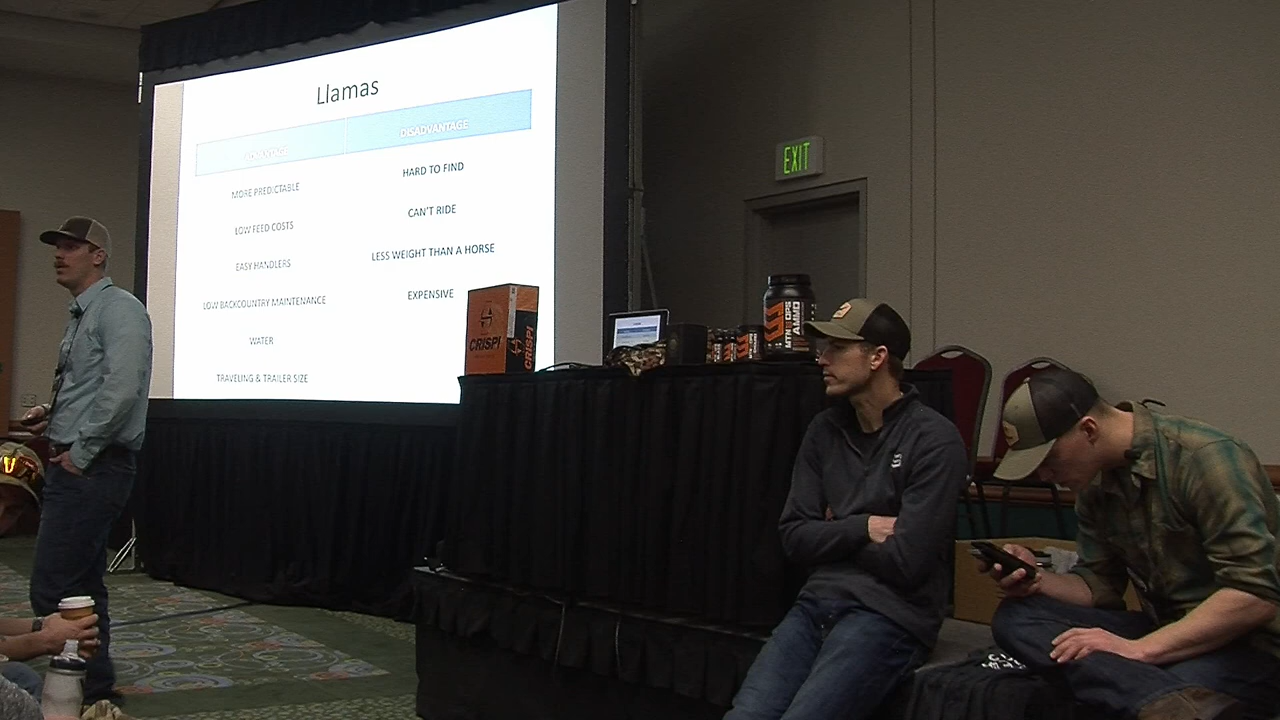 Llamas
ADVANTAGE
DISADVANTAGE
MORE PREDICTABLE
HARD TO FIND
LOW FEED COSTS
CAN'T RIDE
EASY HANDLERS
LESS WEIGHT THAN A HORSE
LOW BACKCOUNTRY MAINTENANCE
EXPENSIVE
WATER
TRAVELING & TRAILER SIZE
EXIT
CRISPI
CRISPI
MTN OPS
AMMO